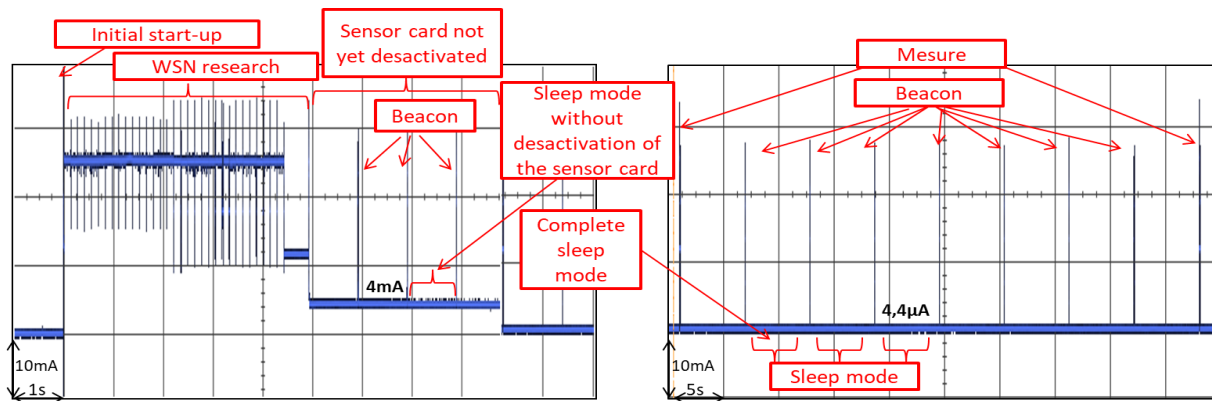 Initial start-up
WSN research
Sensor card not
yet desactivated
Beacon
Sleep mode
without
desactivation of
the sensor card
Complete
sleep
mode
4mA
10mA
1s
Mesure
Beacon
4,4µA
Sleep mode
10mA
5s